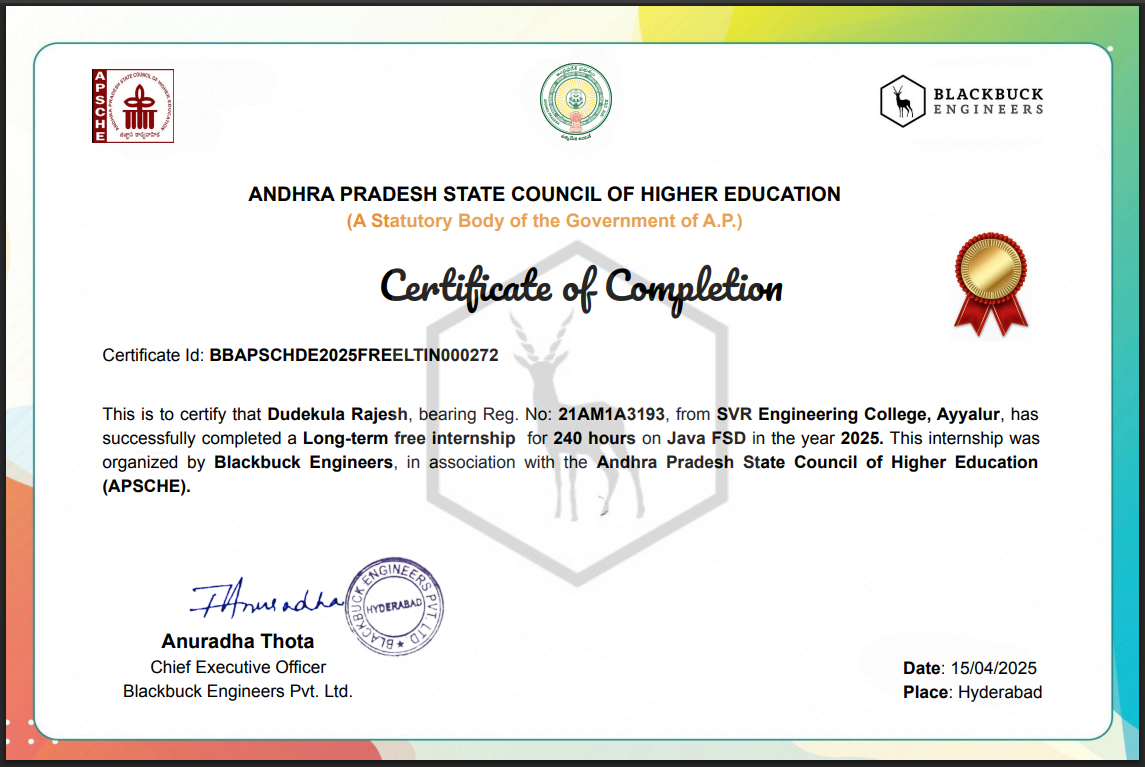 APSCHE
ANDHRA PRADESH STATE COUNCIL OF HIGHER EDUCATION
BLACKBUCK
ENGINEERS
ANDHRA PRADESH STATE COUNCIL OF HIGHER EDUCATION
(A Statutory Body of the Government of A.P.)
Certificate of Completion
Certificate Id: BBAPSCHDE2025FREELTIN000272
This is to certify that Dudekula Rajesh, bearing Reg. No: 21AM1A3193, from SVR Engineering College, Ayyalur, has
successfully completed a Long-term free internship for 240 hours on Java FSD in the year 2025. This internship was
organized by Blackbuck Engineers, in association with the Andhra Pradesh State Council of Higher Education
(APSCHE).
T Anuradha
BLACKBUCK ENGINEERS PVT. LTD
HYDERABAD
Anuradha Thota
Chief Executive Officer
Blackbuck Engineers Pvt. Ltd.
Date: 15/04/2025
Place: Hyderabad